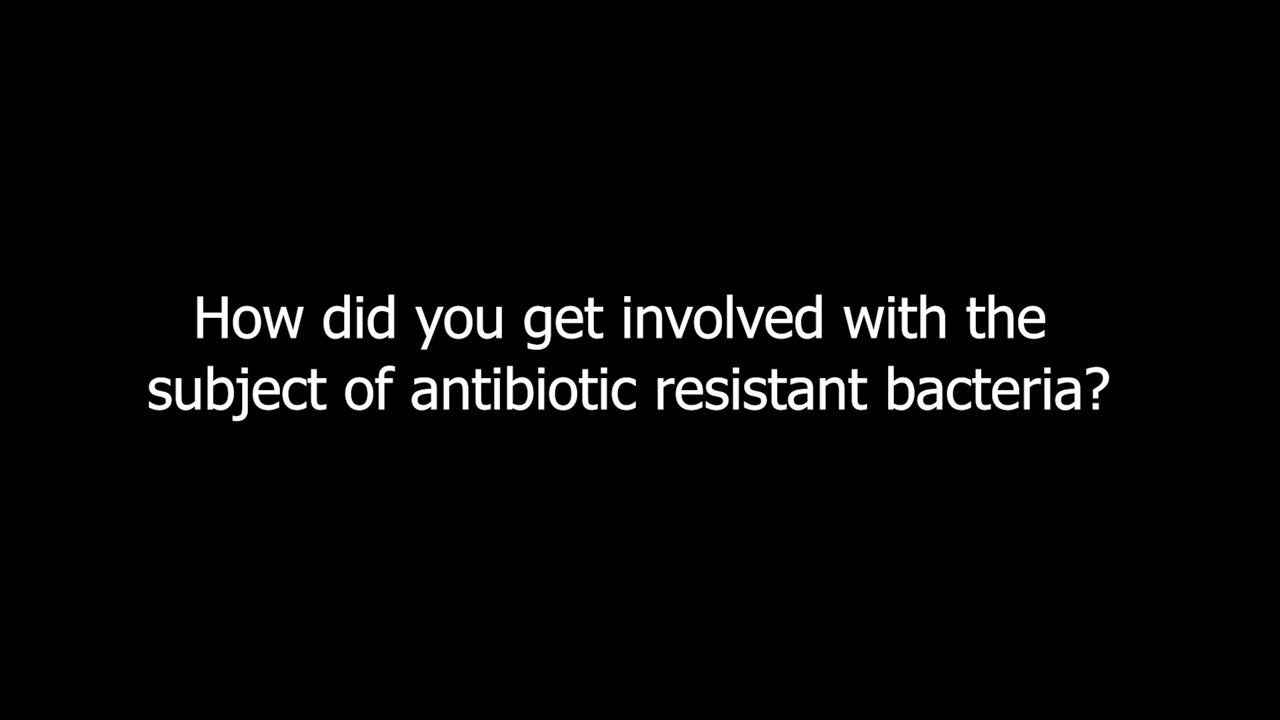 How did you get involved with the
subject of antibiotic resistant bacteria?